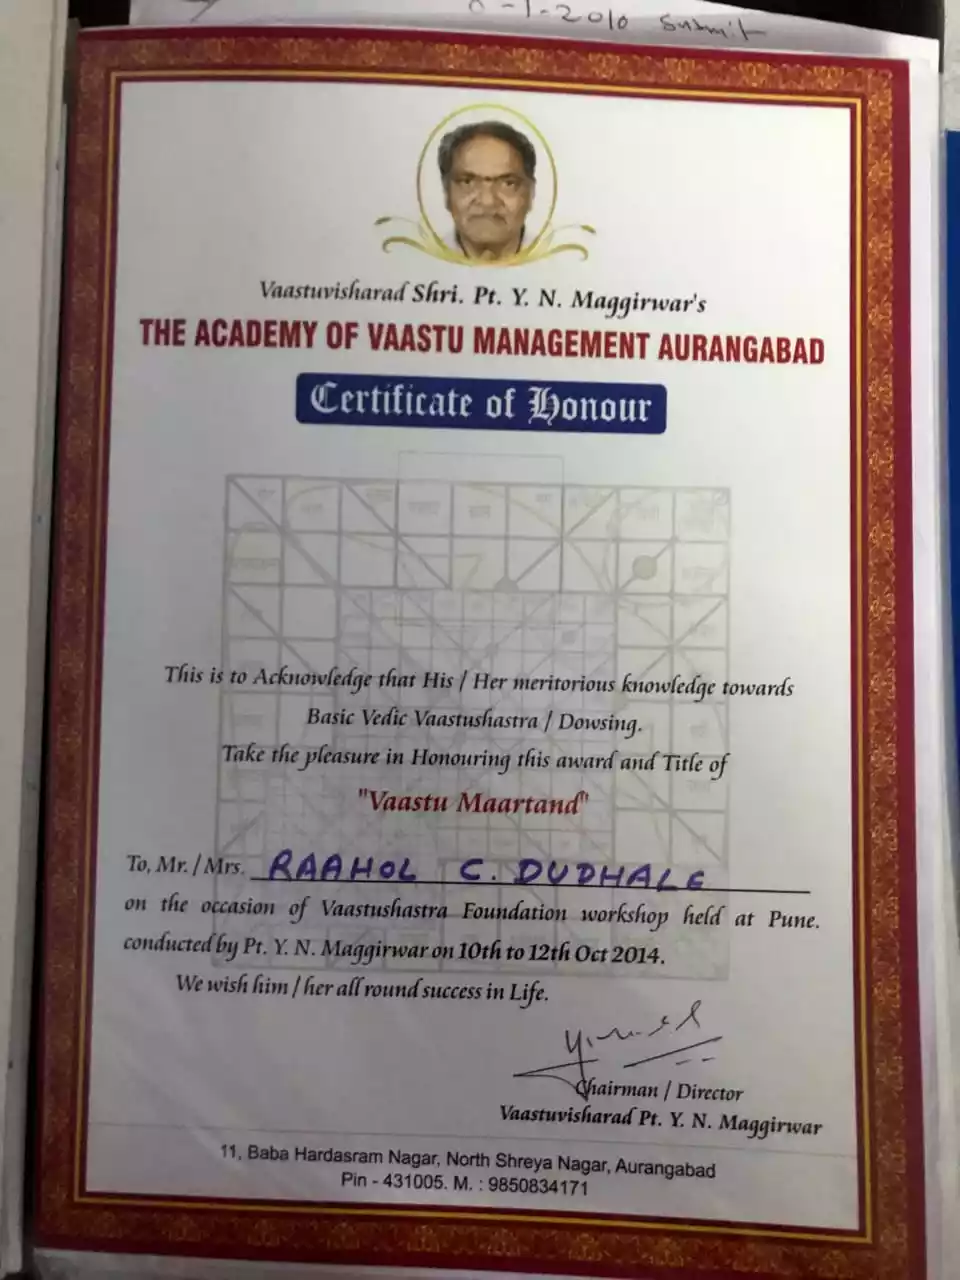 -1-2010 Susmit
Vaastuvisharad Shri. Pt. Y. N. Maggirwar's
THE ACADEMY OF VAASTU MANAGEMENT AURANGABAD
Certificate of Honour
This is to Acknowledge that His / Her meritorious knowledge towards
Basic Vedic Vaastushastra / Dowsing.
Take the pleasure in Honouring this award and Title of
"Vaastu Maartand"
To, Mr. / Mrs. RAAHOL C. DUDHALE
on the occasion of Vaastushastra Foundation workshop held at Pune.
conducted by Pt. Y. N. Maggirwar on 10th to 12th Oct 2014.
We wish him / her all round success in Life.
Chairman / Director
Vaastuvisharad Pt. Y. N. Maggirwar
11, Baba Hardasram Nagar, North Shreya Nagar, Aurangabad
Pin - 431005. M. : 9850834171